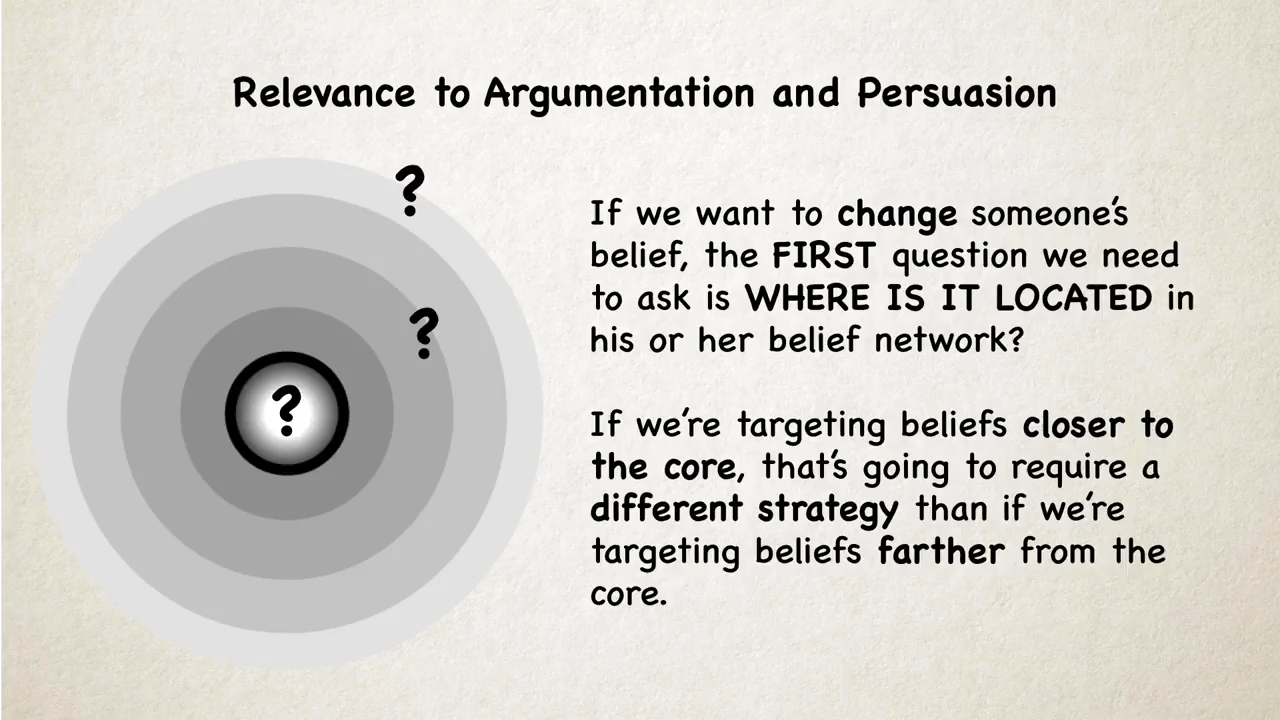 Relevance to Argumentation and Persuasion
?
?
?
If we want to change someone's
belief, the FIRST question we need
to ask is WHERE IS IT LOCATED in
his or her belief network?
If we're targeting beliefs closer to
the core, that's going to require a
different strategy than if we're
targeting beliefs farther from the
core.